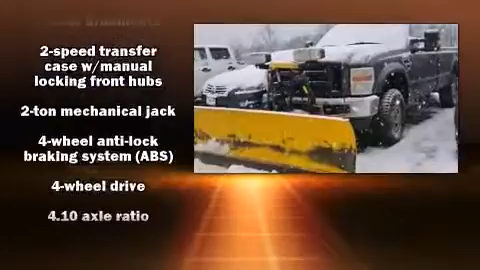 2-speed transfer
case w/manual
locking front hubs
2-ton mechanical jack
4-wheel anti-lock
braking system (ABS)
4-wheel drive
4.10 axle ratio